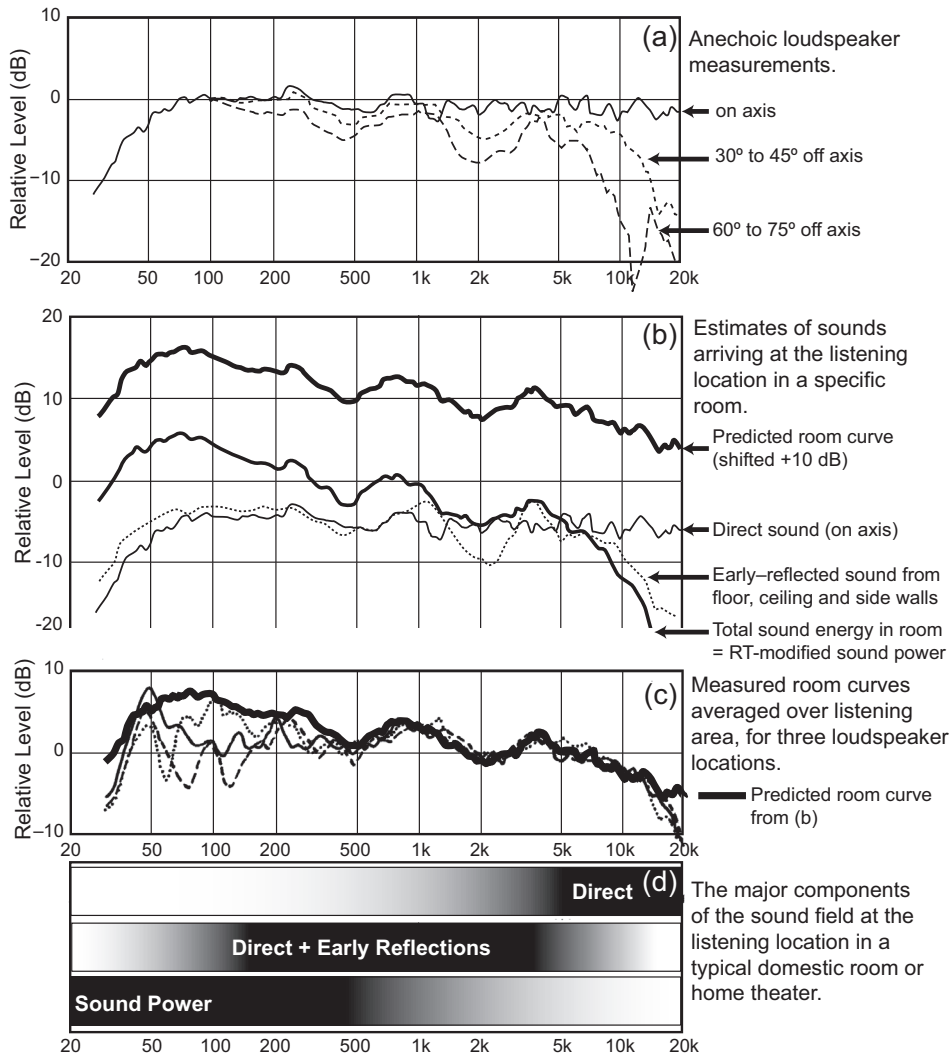 10
(a)
Anechoic loudspeaker
measurements.
Relative Level (dB)
0
on axis
30º to 45º off axis
−10
60º to 75º off axis
−20
20 50 100 200 500 1k 2k 5k 10k 20k
20
(b)
Estimates of sounds
arriving at the listening
location in a specific
room.
Relative Level (dB)
10
Predicted room curve
(shifted +10 dB)
0
Direct sound (on axis)
-10
Early–reflected sound from
floor, ceiling and side walls
-20
Total sound energy in room
= RT-modified sound power
10
(c)
Measured room curves
averaged over listening
area, for three loudspeaker
locations.
Relative Level (dB)
0
Predicted room curve
from (b)
−10
20 50 100 200 500 1k 2k 5k 10k 20k
(d)
Direct
The major components
of the sound field at the
listening location in a
typical domestic room or
home theater.
Direct + Early Reflections
Sound Power
20 50 100 200 500 1k 2k 5k 10k 20k